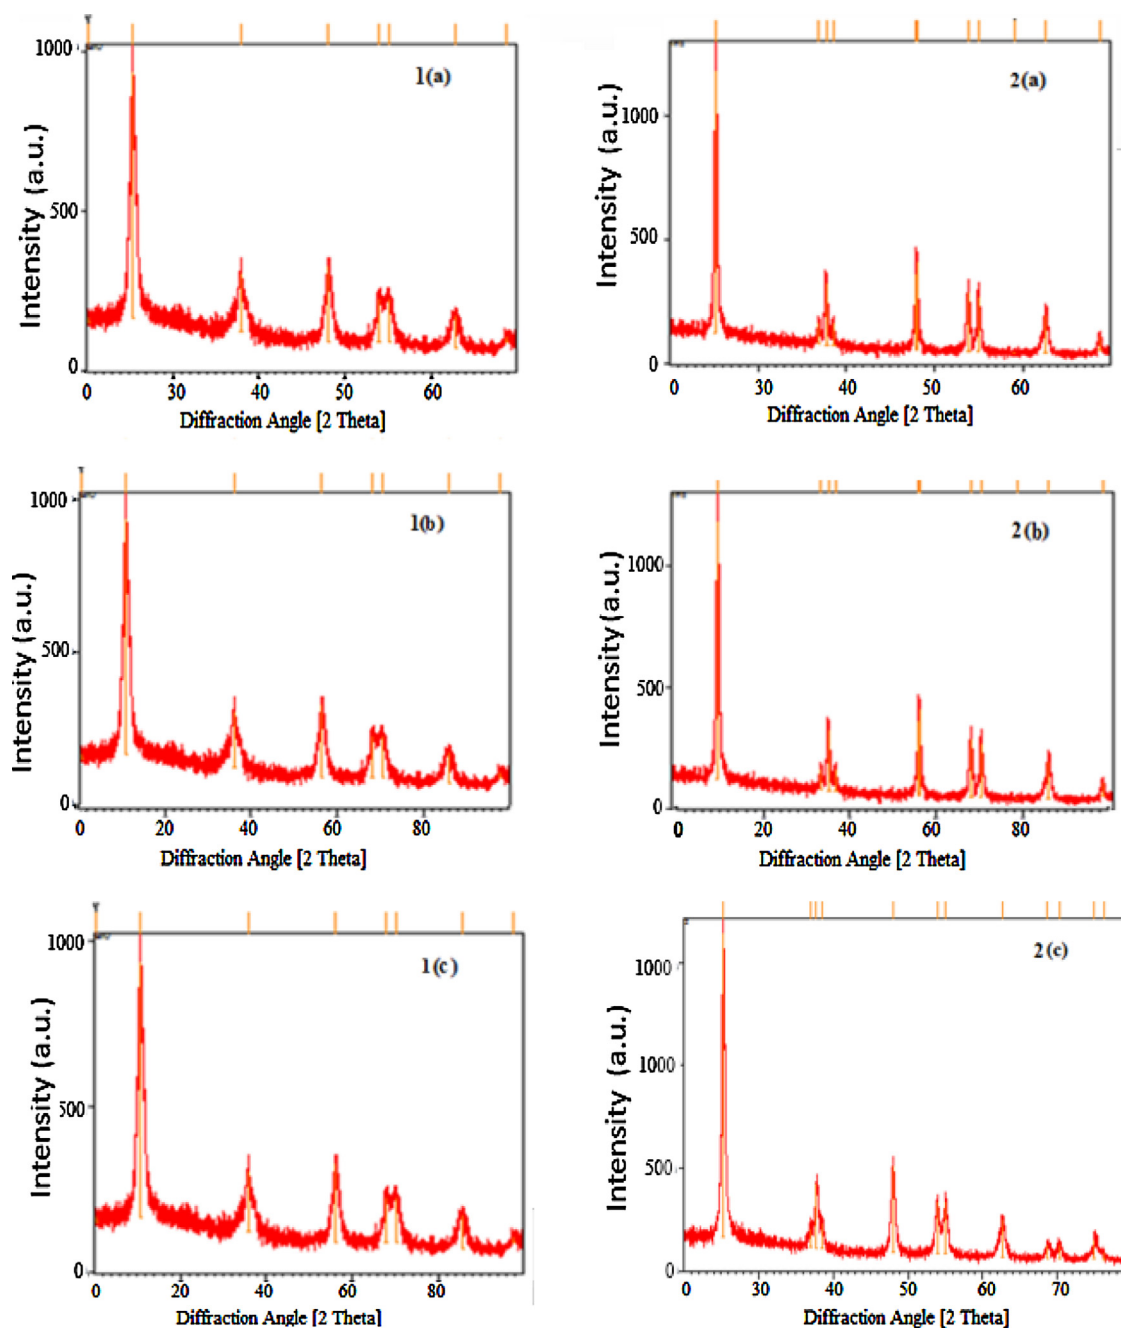 1(a)
Intensity (a.u.)
1000
500
0
0 30 40 50 60
Diffraction Angle [2 Theta]
2(a)
Intensity (a.u.)
1000
500
0
0 30 40 50 60
Diffraction Angle [2 Theta]
1(b)
Intensity (a.u.)
1000
500
0
0 20 40 60 80
Diffraction Angle [2 Theta]
2(b)
Intensity (a.u.)
1000
500
0
0 20 40 60 80
Diffraction Angle [2 Theta]
1(c)
Intensity (a.u.)
1000
500
0
0 20 40 60 80
Diffraction Angle [2 Theta]
2(c)
Intensity (a.u.)
1000
1000
500
0
0 30 40 50 60 70
Diffraction Angle [2 Theta]